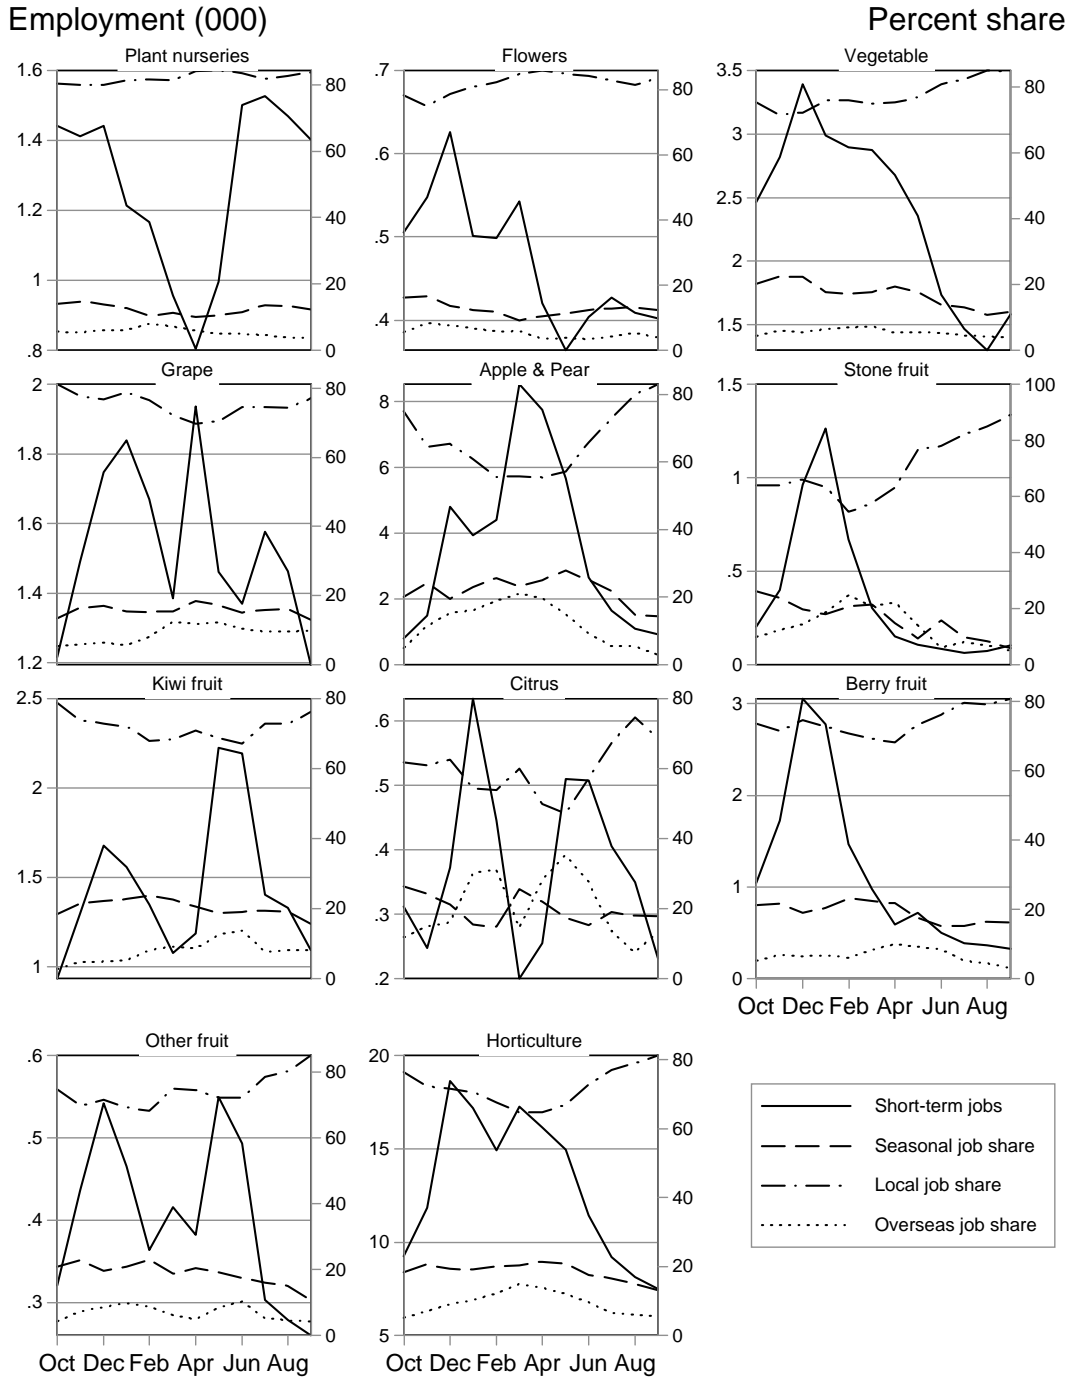 Employment (000) Percent share
Plant nurseries Flowers Vegetable
1.6 1.4 1.2 1 .8
80 60 40 20 0
.7 .6 .5 .4
80 60 40 20 0
3.5 3 2.5 2 1.5
80 60 40 20 0
Grape Apple & Pear Stone fruit
2 1.8 1.6 1.4 1.2
80 60 40 20 0
8 6 4 2 0
80 60 40 20 0
1.5 1 .5 0
100 80 60 40 20 0
Kiwi fruit Citrus Berry fruit
2.5 2 1.5 1
80 60 40 20 0
.6 .5 .4 .3 .2
80 60 40 20 0
3 2 1 0
80 60 40 20 0
Oct Dec Feb Apr Jun Aug
Other fruit Horticulture
.6 .5 .4 .3
80 60 40 20 0
20 15 10 5
80 60 40 20 0
Oct Dec Feb Apr Jun Aug Oct Dec Feb Apr Jun Aug
Short-term jobs
Seasonal job share
Local job share
Overseas job share